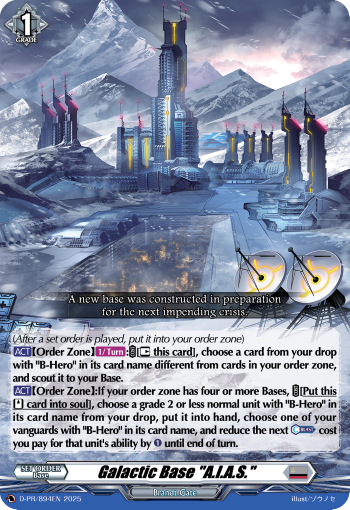 1
GRADE
A new base was constructed in preparation
for the next impending crisis.
(After a set order is played, put it into your order zone)
ACT【Order Zone】1/Turn:[this card], choose a card from your drop
with "B-Hero" in its card name different from cards in your order zone,
and scout it to your Base.
ACT【Order Zone】:If your order zone has four or more Bases, [Put this
card into soul], choose a grade 2 or less normal unit with "B-Hero" in
its card name from your drop, put it into hand, choose one of your
vanguards with "B-Hero" in its card name, and reduce the next cost
you pay for that unit's ability by 1 until end of turn.
SET ORDER
Base
Galactic Base "A.I.A.S."
Brandt Gate
D-PR/894EN 2025
illust/ゾウノセ